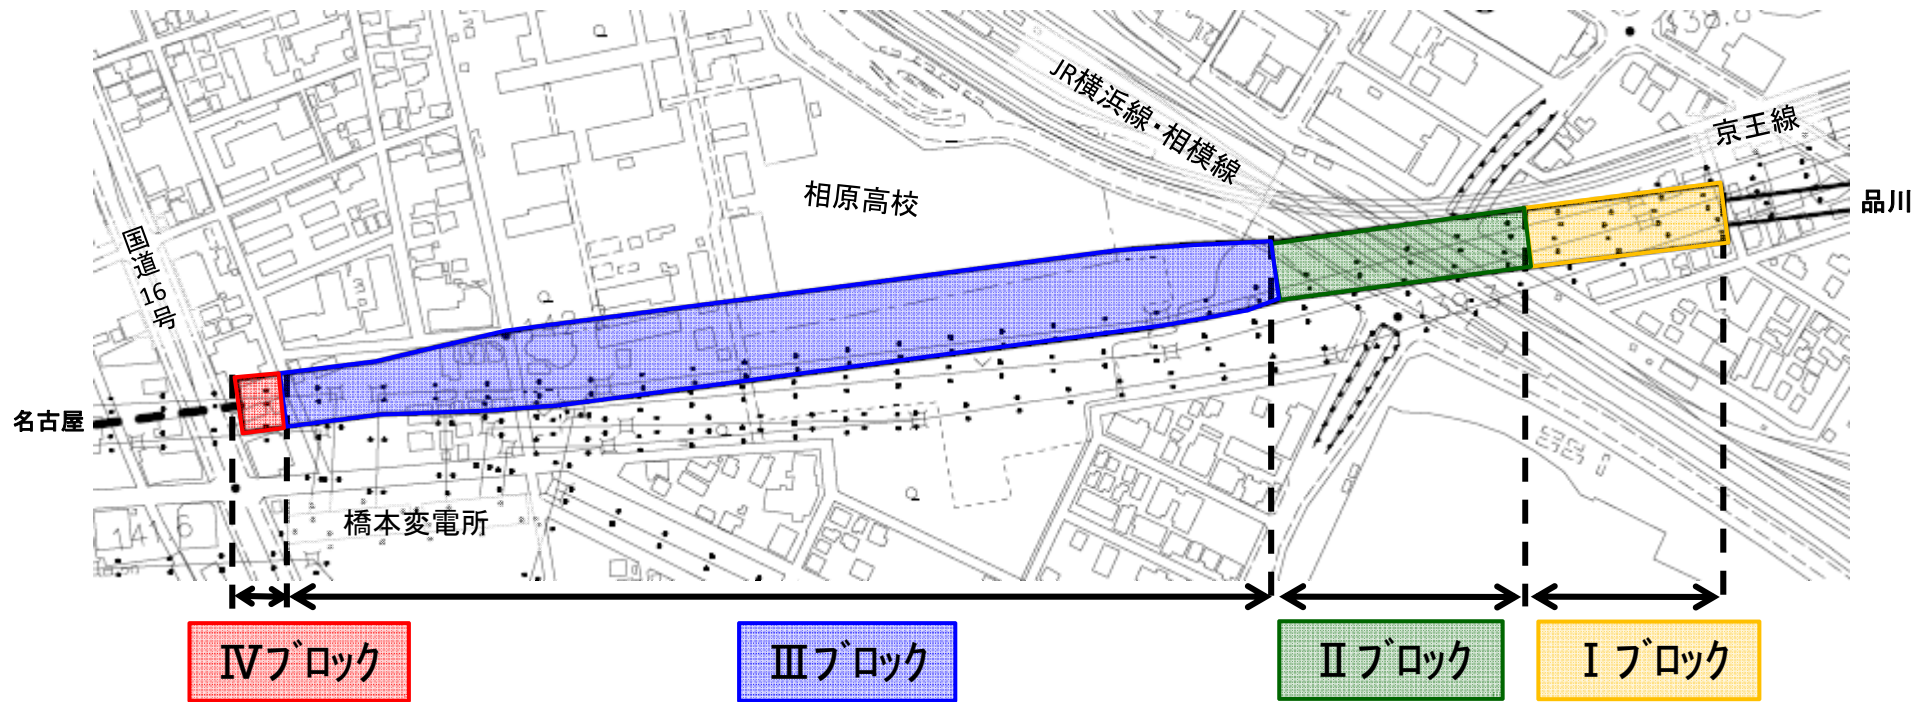 JR横浜線・相模線
京王線
品川
相原高校
国道16号
名古屋
橋本変電所
Ⅳブロック
Ⅲブロック
Ⅱブロック
Ⅰブロック